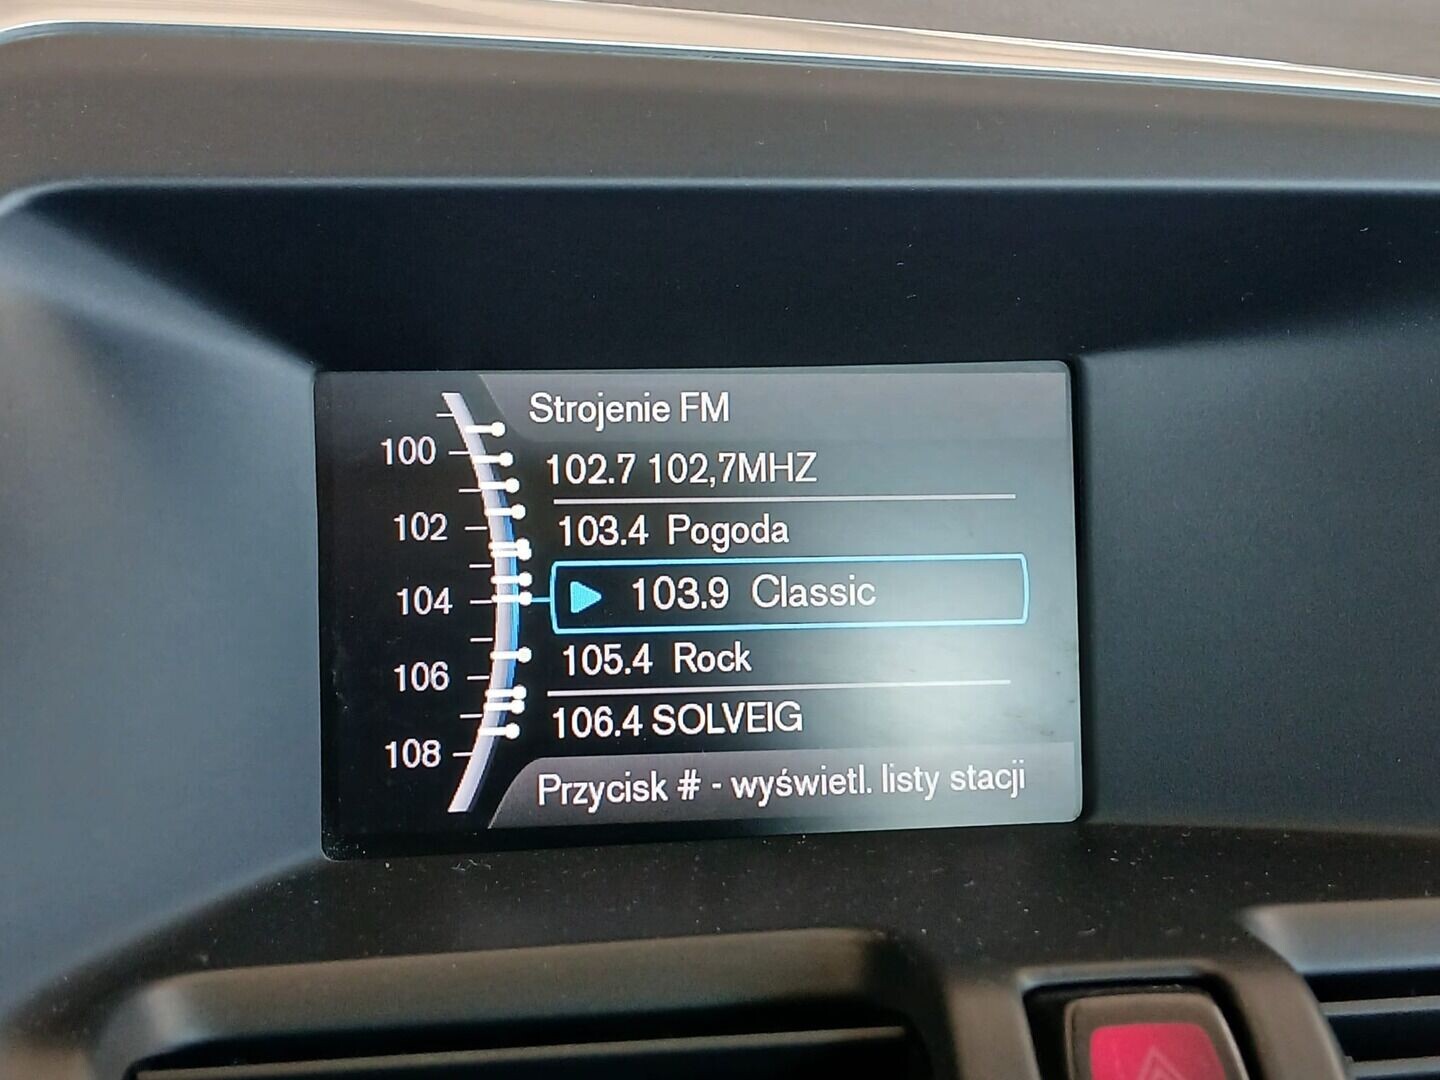 Strojenie FM
100
102.7 102,7MHZ
102
103.4 Pogoda
104
103.9 Classic
106
105.4 Rock
108
106.4 SOLVEIG
Przycisk # - wyświetl. listy stacji